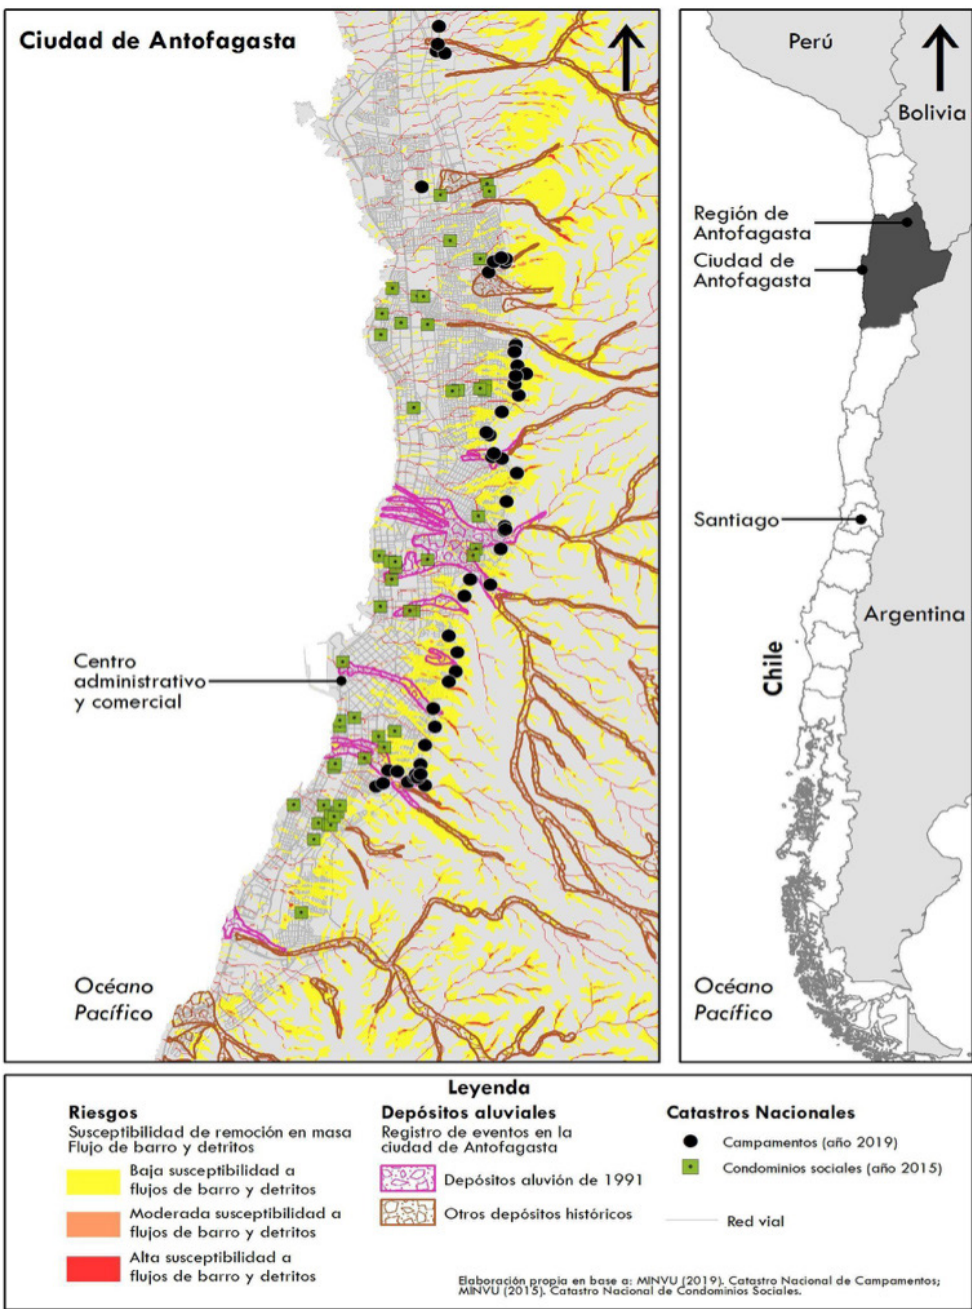 Ciudad de Antofagasta
Centro
administrativo
y comercial
Océano
Pacífico
Perú
Bolivia
Región de
Antofagasta
Ciudad de
Antofagasta
Santiago
Argentina
Chile
Océano
Pacífico
Leyenda
Riesgos
Susceptibilidad de remoción en masa
Flujo de barro y detritos
Baja susceptibilidad a
flujos de barro y detritos
Moderada susceptibilidad a
flujos de barro y detritos
Alta susceptibilidad a
flujos de barro y detritos
Depósitos aluviales
Registro de eventos en la
ciudad de Antofagasta
Depósitos aluvión de 1991
Otros depósitos históricos
Catastros Nacionales
Campamentos (año 2019)
Condominios sociales (año 2015)
Red vial
Elaboración propia en base a: MINVU (2019). Catastro Nacional de Campamentos;
MINVU (2015). Catastro Nacional de Condominios Sociales.